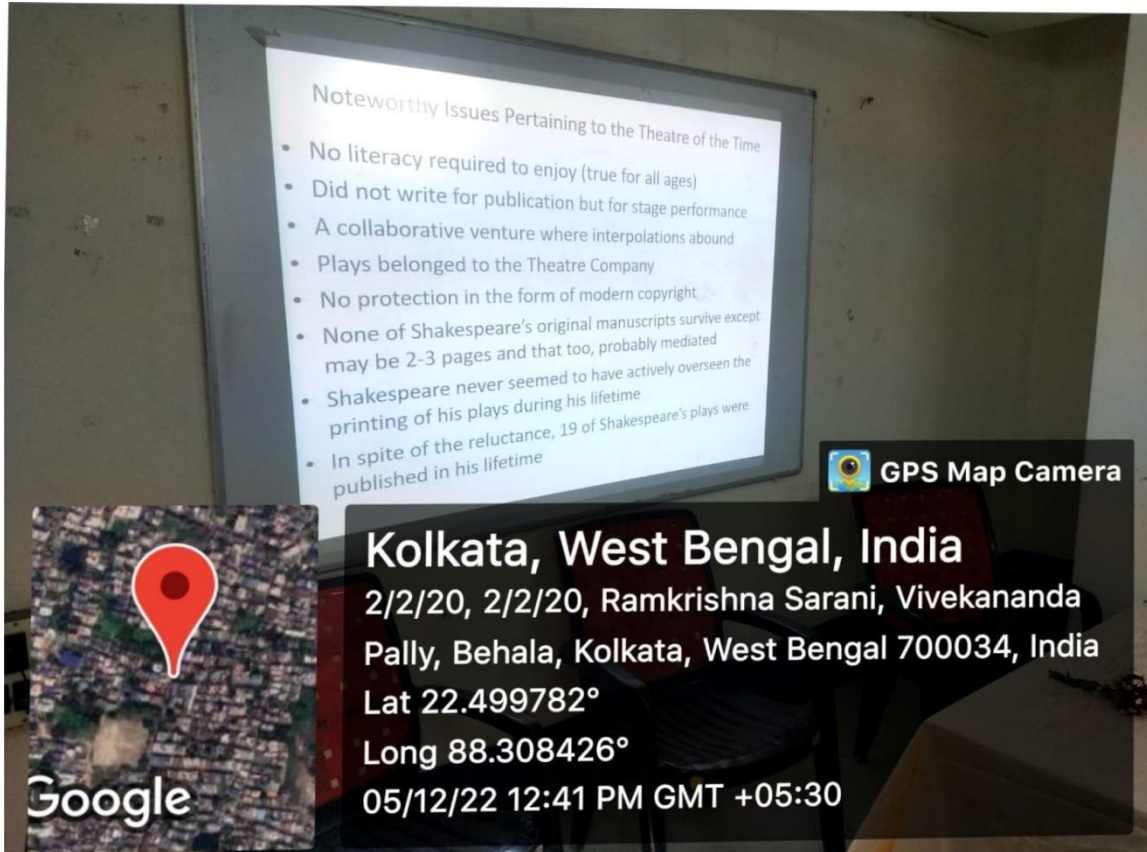 Noteworthy Issues Pertaining to the Theatre of the Time
• No literacy required to enjoy (true for all ages)
• Did not write for publication but for stage performance
• A collaborative venture where interpolations abound
• Plays belonged to the Theatre Company
• No protection in the form of modern copyright
• None of Shakespeare's original manuscripts survive except
may be 2-3 pages and that too, probably mediated
• Shakespeare never seemed to have actively overseen the
printing of his plays during his lifetime
• In spite of the reluctance, 19 of Shakespeare's plays were
published in his lifetime
GPS Map Camera
Kolkata, West Bengal, India
2/2/20, 2/2/20, Ramkrishna Sarani, Vivekananda
Pally, Behala, Kolkata, West Bengal 700034, India
Lat 22.499782°
Long 88.308426°
05/12/22 12:41 PM GMT +05:30
Google